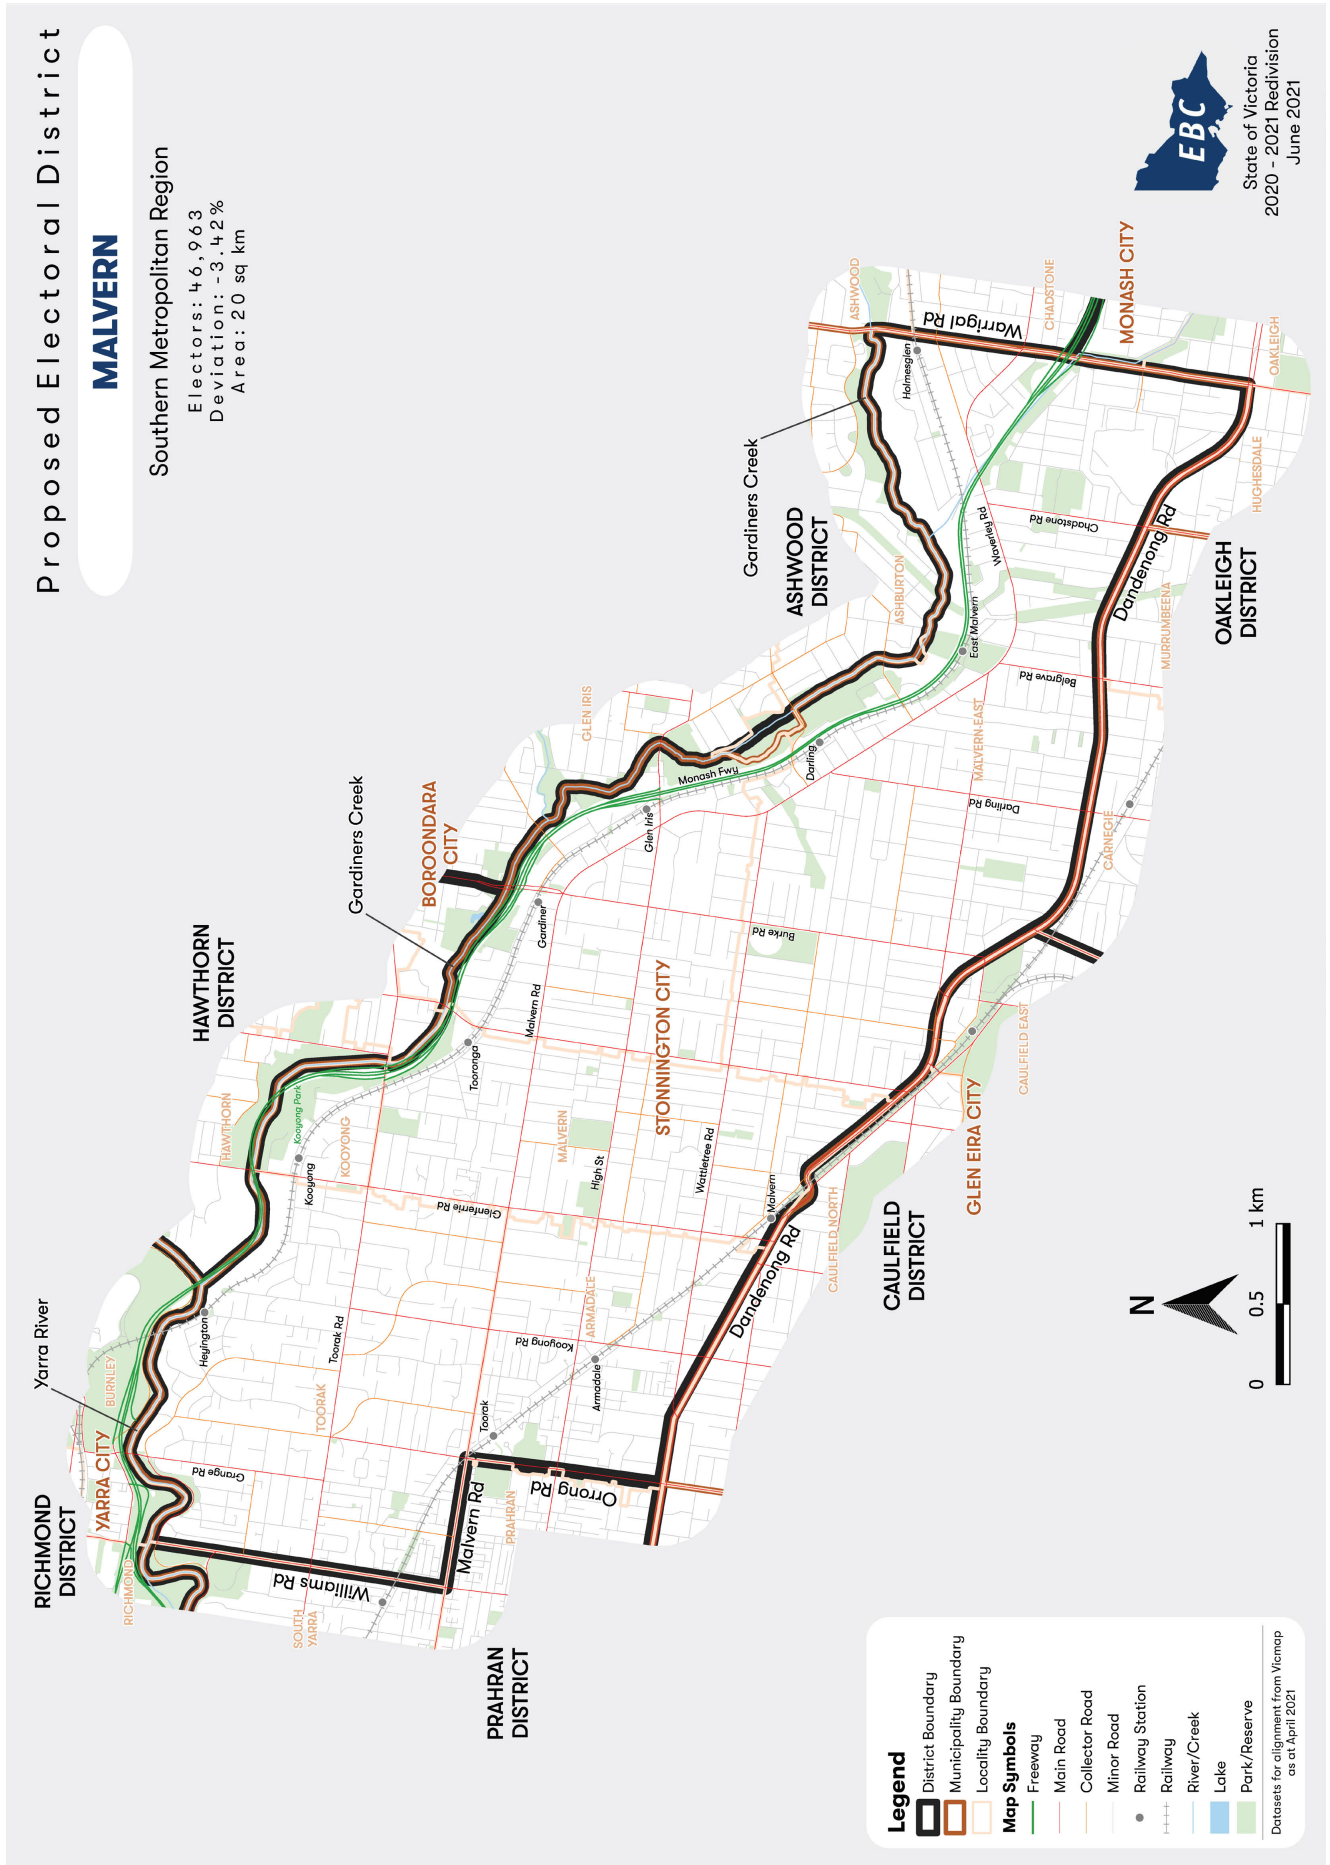 Proposed Electoral District
MALVERN
Southern Metropolitan Region
Electors: 46,963
Deviation: -3.42%
Area: 20 sq km
EBC
State of Victoria
2020 - 2021 Redivision
June 2021
RICHMOND
DISTRICT
YARRA CITY
Yarra River
BURNLEY
RICHMOND
HAWTHORN
DISTRICT
HAWTHORN
Kooyong Park
KOOYONG
Kooyong
Heyington
Toorak Rd
TOORAK
Grange Rd
Williams Rd
SOUTH
YARRA
PRAHRAN
DISTRICT
Malvern Rd
PRAHRAN
Orrong Rd
Toorak
Kooyong Rd
ARMADALE
Armadale
Glenferrie Rd
High St
MALVERN
Wattletree Rd
Malvern
Dandenong Rd
CAULFIELD NORTH
CAULFIELD
DISTRICT
GLEN EIRA CITY
CAULFIELD EAST
STONNINGTON CITY
Tooronga
Malvern Rd
Gardiner
Gardiners Creek
BOROONDARA
CITY
Burke Rd
Glen Iris
GLEN IRIS
Monash Fwy
Darling
Darling Rd
MALVERN EAST
CARNEGIE
Belgrave Rd
East Malvern
Waverley Rd
ASHBURTON
ASHWOOD
DISTRICT
Gardiners Creek
Holmesglen
ASHWOOD
Warrigal Rd
CHADSTONE
MONASH CITY
Chadstone Rd
Dandenong Rd
MURRUMBEENA
OAKLEIGH
DISTRICT
HUGHESDALE
OAKLEIGH
N
0
0.5
1 km
Legend
District Boundary
Municipality Boundary
Locality Boundary
Map Symbols
Freeway
Main Road
Collector Road
Minor Road
Railway Station
Railway
River/Creek
Lake
Park/Reserve
Datasets for alignment from Vicmap
as at April 2021